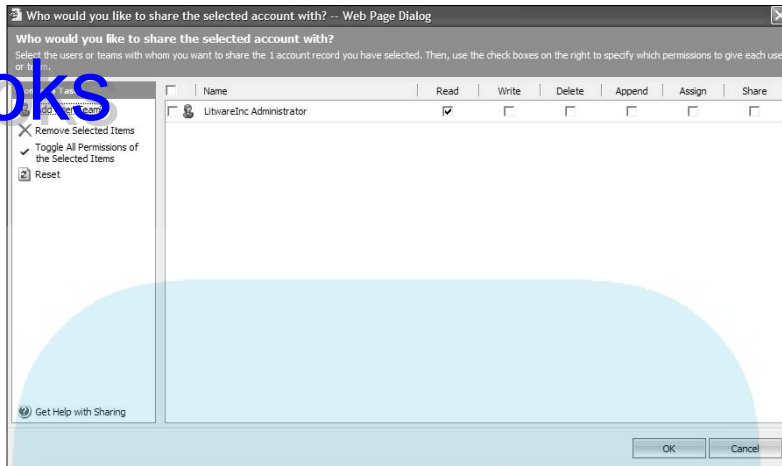 Who would you like to share the selected account with? -- Web Page Dialog
Who would you like to share the selected account with?
Select the users or teams with whom you want to share the 1 account record you have selected. Then, use the check boxes on the right to specify which permissions to give each use
or team.
oks
Name Read Write Delete Append Assign Share
LitwareInc Administrator
Remove Selected Items
Toggle All Permissions of
the Selected Items
Reset
Get Help with Sharing
OK Cancel